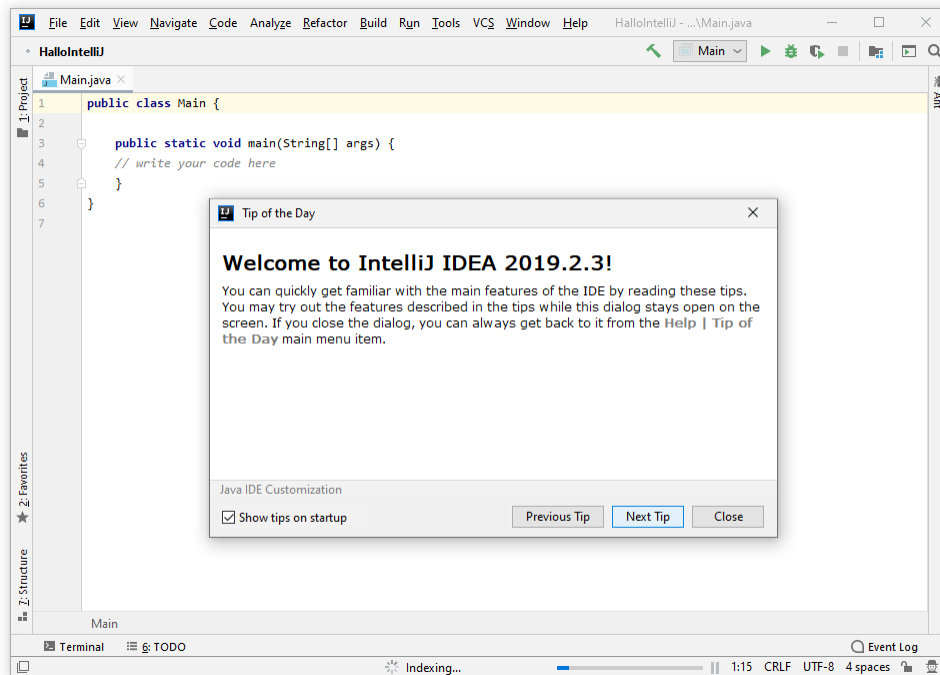 IJ File Edit View Navigate Code Analyze Refactor Build Run Tools VCS Window Help HalloIntelliJ - ...\Main.java
HalloIntelliJ
Main
1: Project
Main.java
Ant
1 public class Main {
2
3 public static void main(String[] args) {
4 // write your code here
5 }
6 }
7
IJ Tip of the Day
Welcome to IntelliJ IDEA 2019.2.3!
You can quickly get familiar with the main features of the IDE by reading these tips.
You may try out the features described in the tips while this dialog stays open on the
screen. If you close the dialog, you can always get back to it from the Help | Tip of
the Day main menu item.
Java IDE Customization
Show tips on startup
Previous Tip
Next Tip
Close
2: Favorites
7: Structure
Main
Terminal
6: TODO
Event Log
Indexing...
1:15 CRLF UTF-8 4 spaces